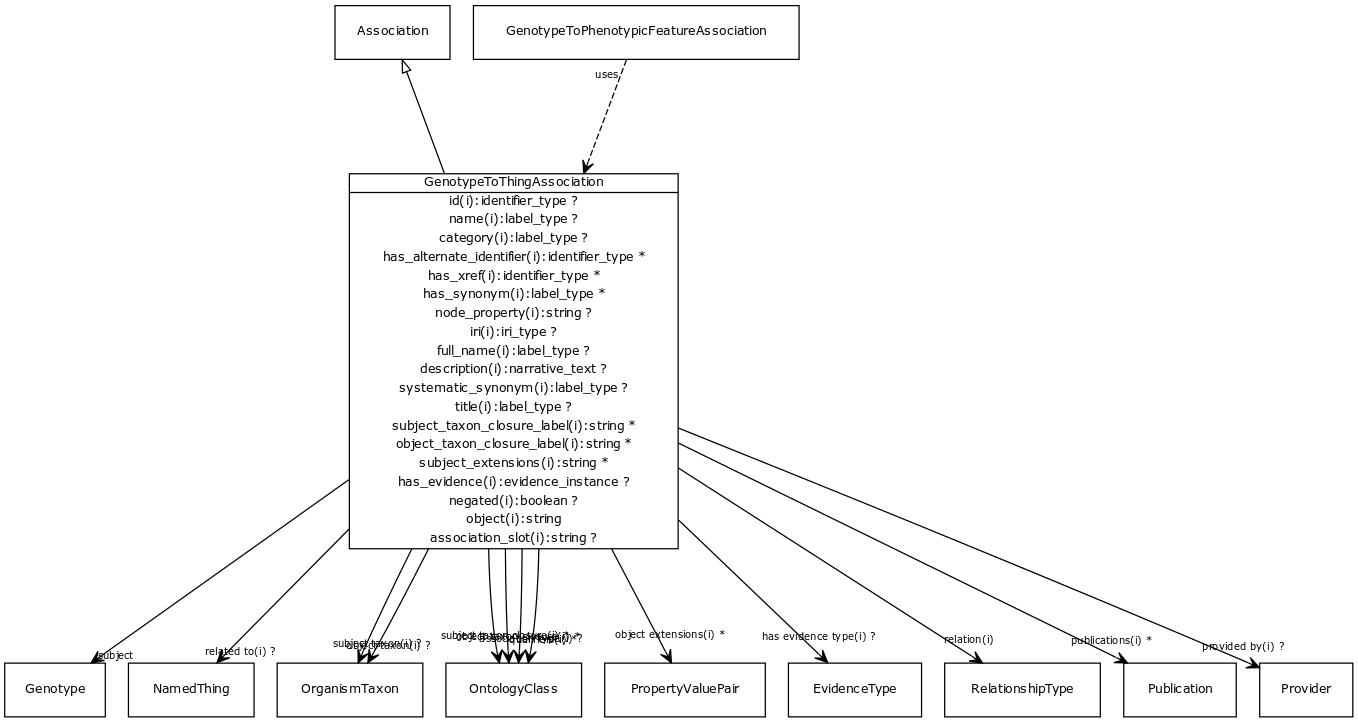 Association
GenotypeToPhenotypicFeatureAssociation
uses
GenotypeToThingAssociation
id(i):identifier_type ?
name(i):label_type ?
category(i):label_type ?
has_alternate_identifier(i):identifier_type *
has_xref(i):identifier_type *
has_synonym(i):label_type *
node_property(i):string ?
iri(i):iri_type ?
full_name(i):label_type ?
description(i):narrative_text ?
systematic_synonym(i):label_type ?
title(i):label_type ?
subject_taxon_closure_label(i):string *
object_taxon_closure_label(i):string *
subject_extensions(i):string *
has_evidence(i):evidence_instance ?
negated(i):boolean ?
object(i):string
association_slot(i):string ?
subject
related to(i) ?
subject taxon(i) ?
object taxon(i) ?
object extensions(i) *
has evidence type(i) ?
relation(i)
publications(i) *
provided by(i) ?
Genotype
NamedThing
OrganismTaxon
OntologyClass
PropertyValuePair
EvidenceType
RelationshipType
Publication
Provider